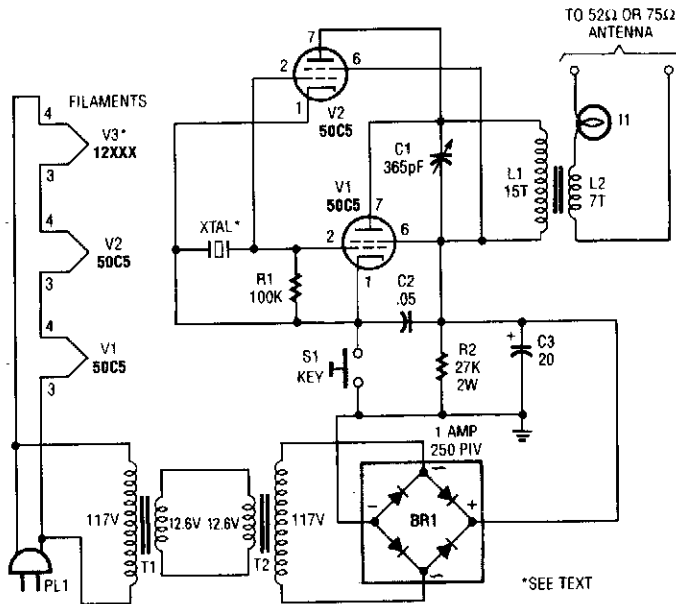 TO 52Ω OR 75Ω
ANTENNA
7
2
6
1
V2
50C5
FILAMENTS
4
V3*
12XXX
3
4
V2
50C5
3
4
V1
50C5
3
I1
C1
365pF
L1
15T
L2
7T
V1
50C5
7
XTAL*
2
6
R1
100K
1
C2
.05
S1
KEY
R2
27K
2W
+
C3
20
1 AMP
250 PIV
117V
T1
12.6V
12.6V
T2
117V
~
-
BR1
+
~
PL1
*SEE TEXT